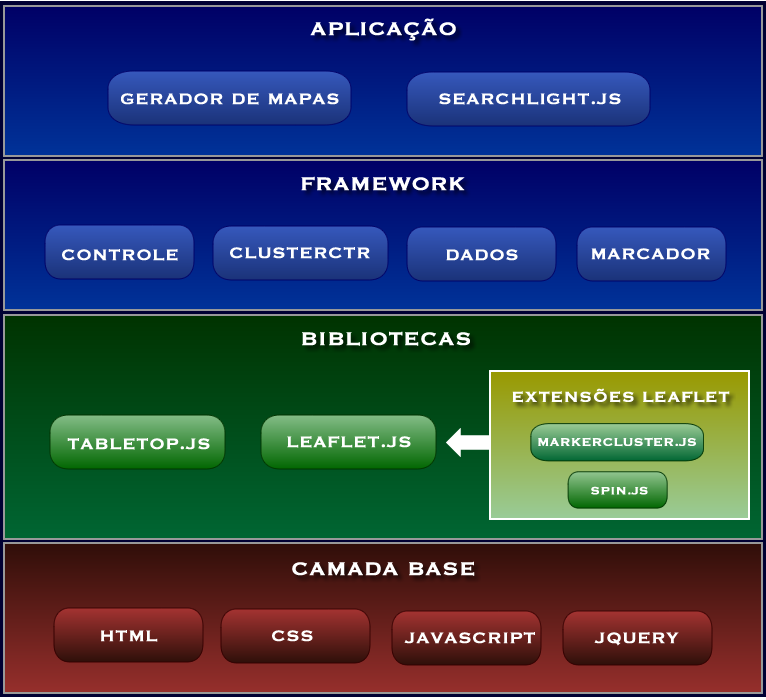 APLICAÇÃO
GERADOR DE MAPAS
SEARCHLIGHT.JS
FRAMEWORK
CONTROLE
CLUSTERCTR
DADOS
MARCADOR
BIBLIOTECAS
TABLETOP.JS
LEAFLET.JS
EXTENSÕES LEAFLET
MARKERCLUSTER.JS
SPIN.JS
CAMADA BASE
HTML
CSS
JAVASCRIPT
JQUERY